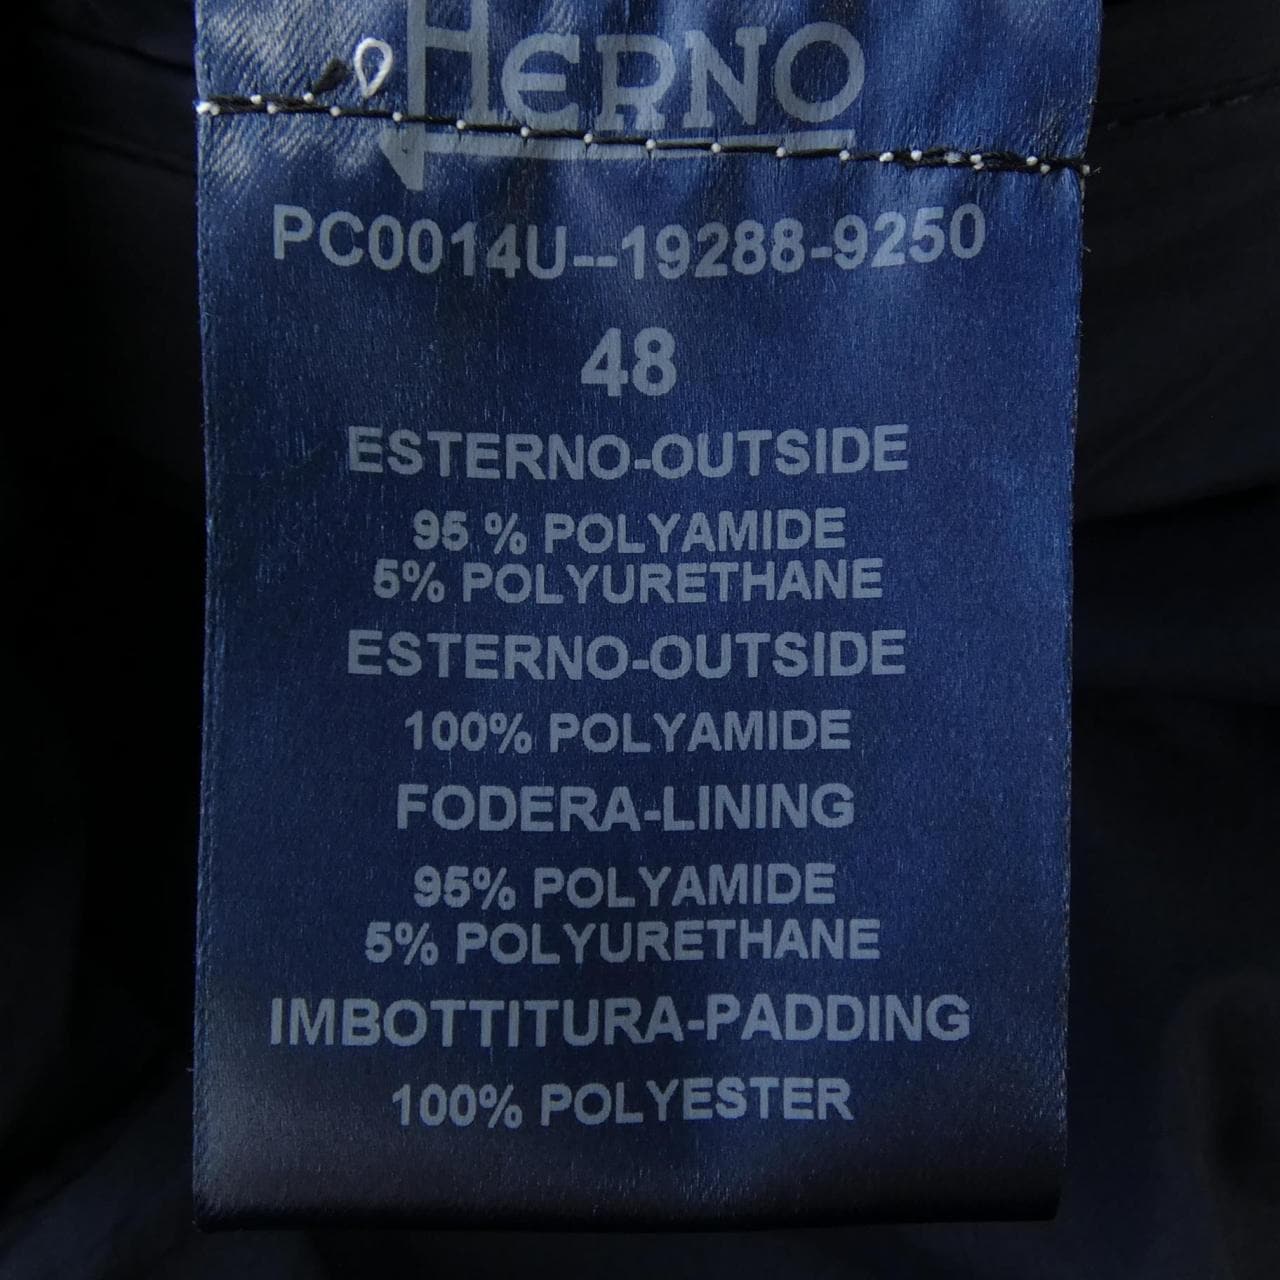 HERNO
PC0014U--19288-9250
48
ESTERNO-OUTSIDE
95 % POLYAMIDE
5% POLYURETHANE
ESTERNO-OUTSIDE
100% POLYAMIDE
FODERA-LINING
95% POLYAMIDE
5% POLYURETHANE
IMBOTTITURA-PADDING
100% POLYESTER